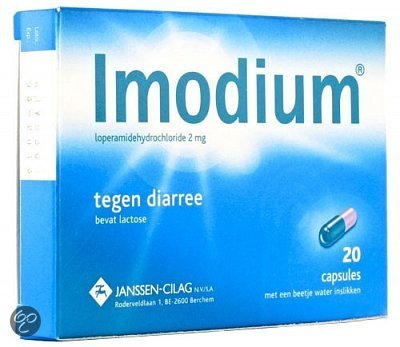 Imodium®
loperamidehydrochloride 2 mg
tegen diarree
bevat lactose
20
capsules
met een beetje water inslikken
JANSSEN-CILAG N.V./S.A
Roderveldlaan 1, BE-2600 Berchem